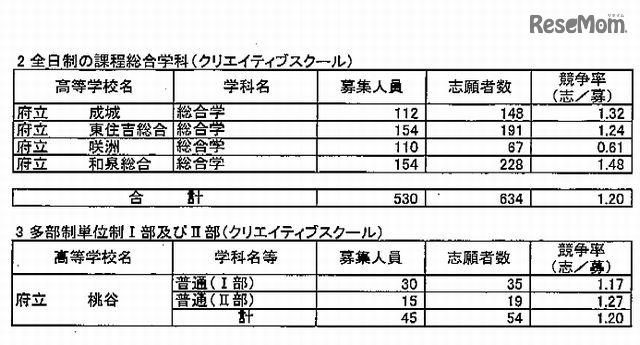 ReseMom.
2 全日制の課程総合学科(クリエイティブスクール)
高等学校名 学科名 募集人員 志願者数 競争率(志/募)
府立 成城 総合学 112 148 1.32
府立 東住吉総合 総合学 154 191 1.24
府立 咲洲 総合学 110 67 0.61
府立 和泉総合 総合学 154 228 1.48
合計 530 634 1.20
3 多部制単位制Ⅰ部及びⅡ部(クリエイティブスクール)
高等学校名 学科名等 募集人員 志願者数 競争率(志/募)
府立 桃谷 普通(Ⅰ部) 30 35 1.17
普通(Ⅱ部) 15 19 1.27
計 45 54 1.20